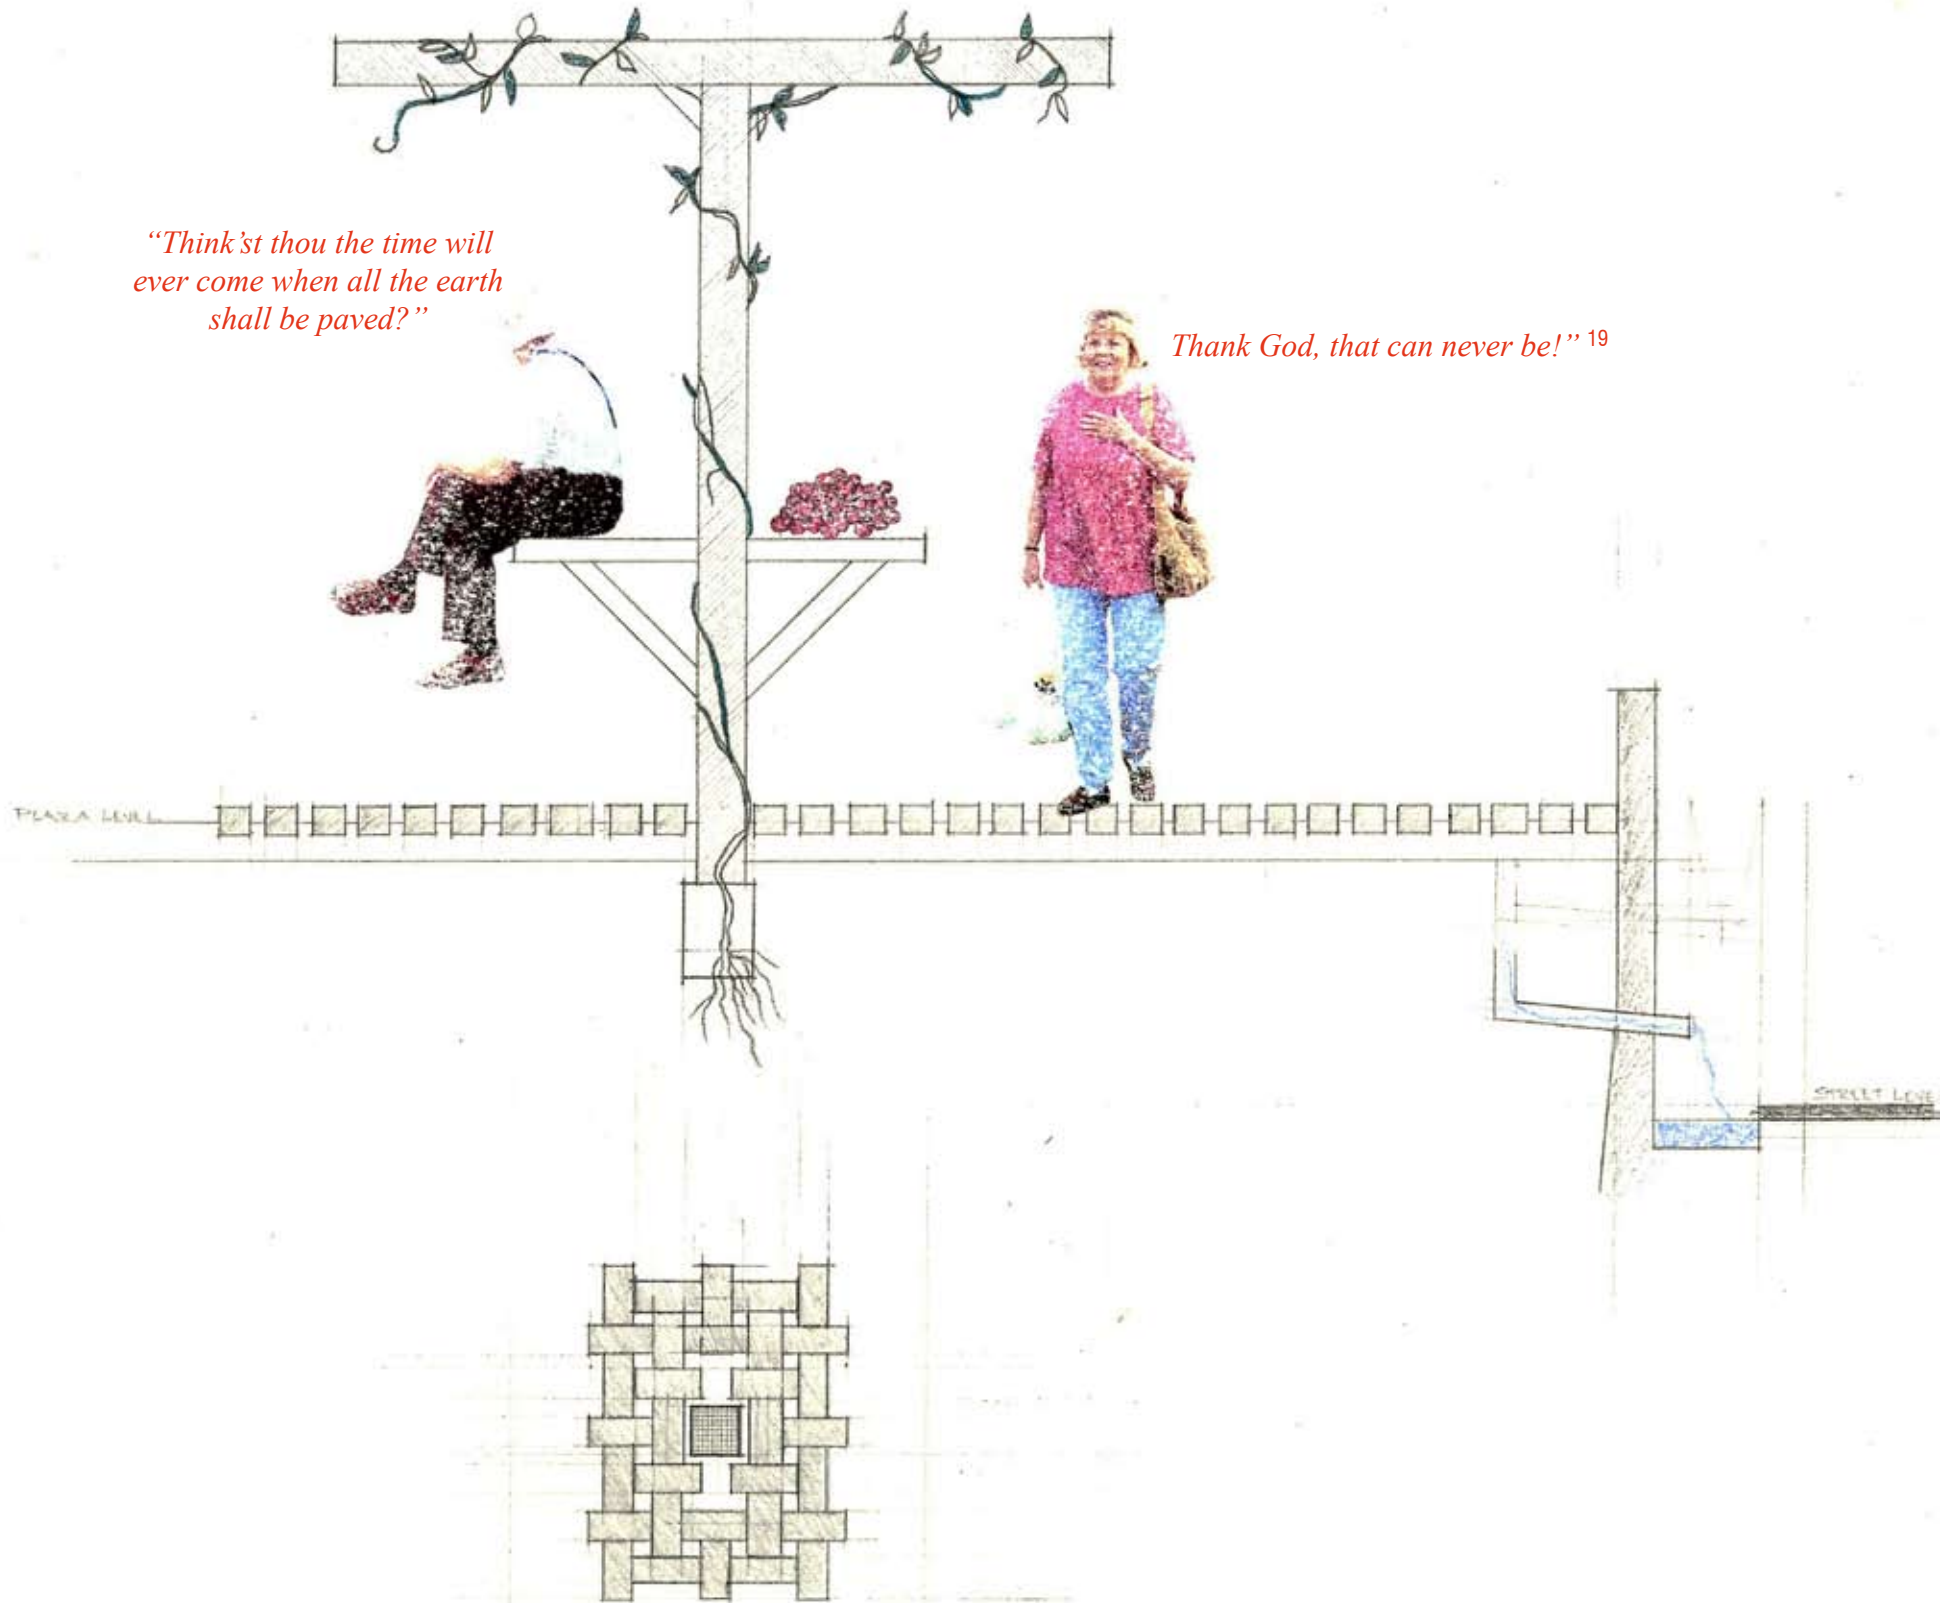 “Think’st thou the time will
ever come when all the earth
shall be paved?”
Thank God, that can never be!” 19
PLAZA LEVEL
STREET LEVE